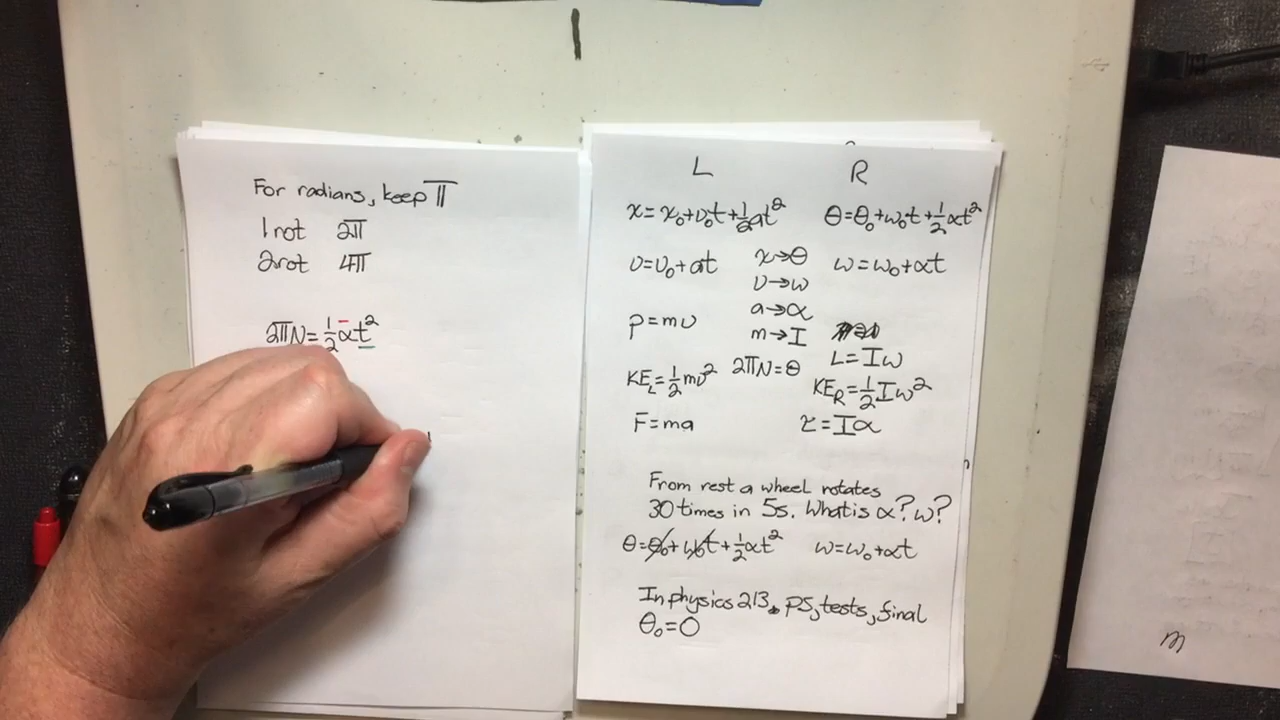 For radians, keep π
1 rot 2π
2 rot 4π
2πN=½αt²
L R
x=x₀+v₀t+½at² θ=θ₀+ω₀t+½αt²
v=v₀+at x→θ ω=ω₀+αt
v→ω
a→α
p=mv m→I
L=Iω
KE_L=½mv² 2πN=θ KE_R=½Iω²
F=ma τ=Iα
From rest a wheel rotates
30 times in 5s. What is α? ω?
θ=θ₀+ω₀t+½αt² ω=ω₀+αt
In physics 213, PS, tests, final
θ₀=0
m